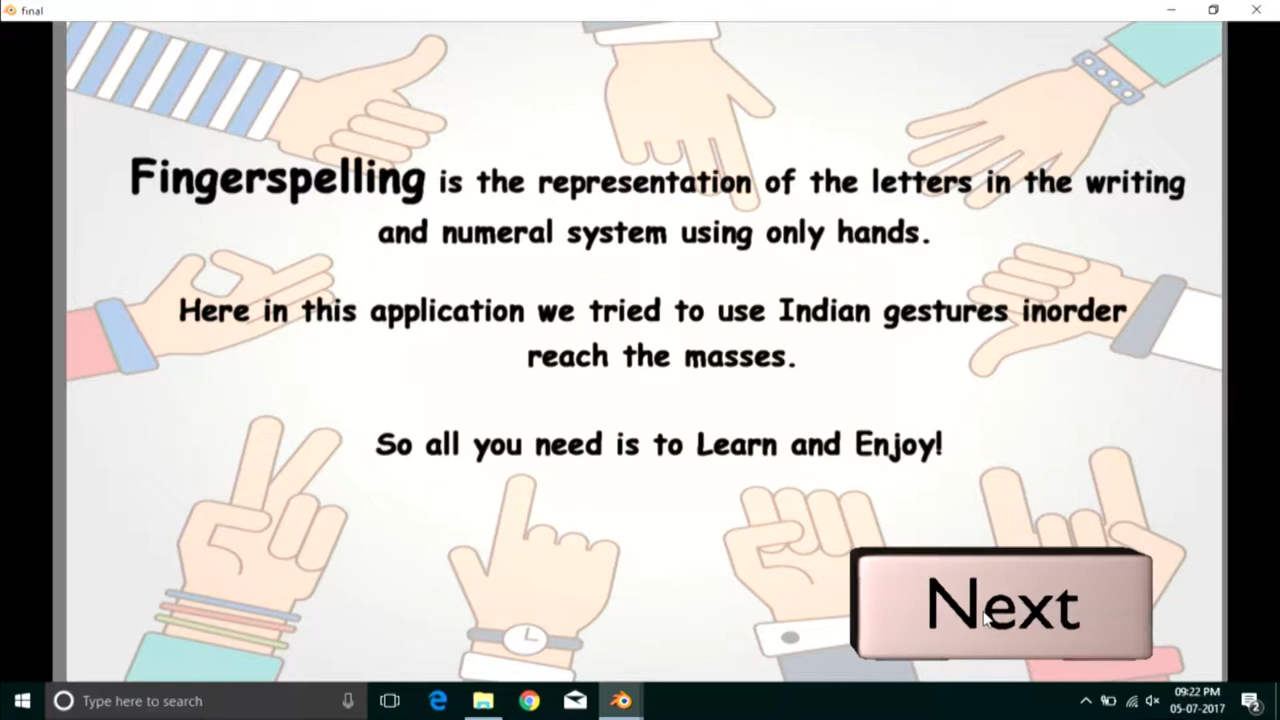 final
Fingerspelling is the representation of the letters in the writing
and numeral system using only hands.
Here in this application we tried to use Indian gestures inorder
reach the masses.
So all you need is to Learn and Enjoy!
Next
Type here to search
09:22 PM
05-07-2017
2